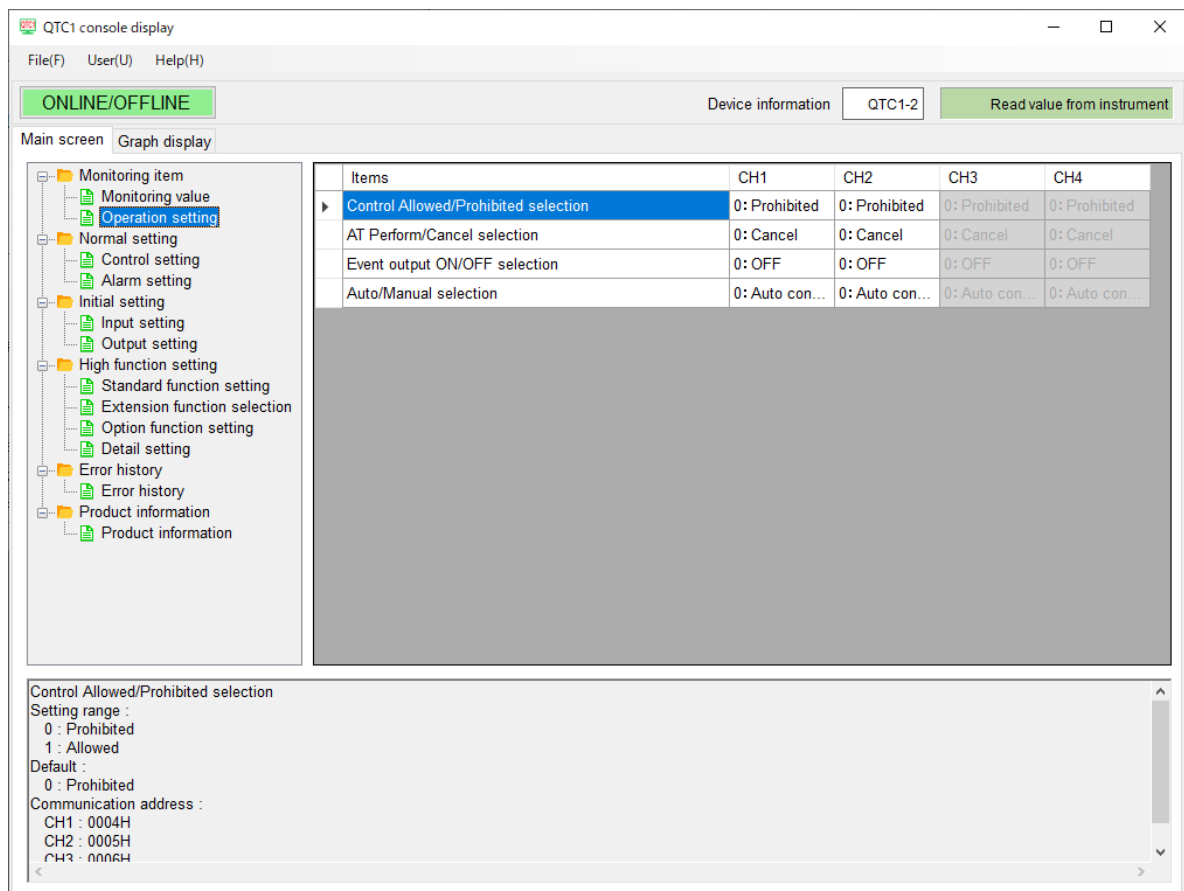 QTC1 console display
File(F) User(U) Help(H)
ONLINE/OFFLINE Device information QTC1-2 Read value from instrument
Main screen Graph display
Monitoring item
Monitoring value
Operation setting
Normal setting
Control setting
Alarm setting
Initial setting
Input setting
Output setting
High function setting
Standard function setting
Extension function selection
Option function setting
Detail setting
Error history
Error history
Product information
Product information
Items CH1 CH2 CH3 CH4
Control Allowed/Prohibited selection 0: Prohibited 0: Prohibited 0: Prohibited 0: Prohibited
AT Perform/Cancel selection 0: Cancel 0: Cancel 0: Cancel 0: Cancel
Event output ON/OFF selection 0: OFF 0: OFF 0: OFF 0: OFF
Auto/Manual selection 0: Auto con... 0: Auto con... 0: Auto con... 0: Auto con...
Control Allowed/Prohibited selection
Setting range :
0 : Prohibited
1 : Allowed
Default :
0 : Prohibited
Communication address :
CH1 : 0004H
CH2 : 0005H
CH3 : 0006H